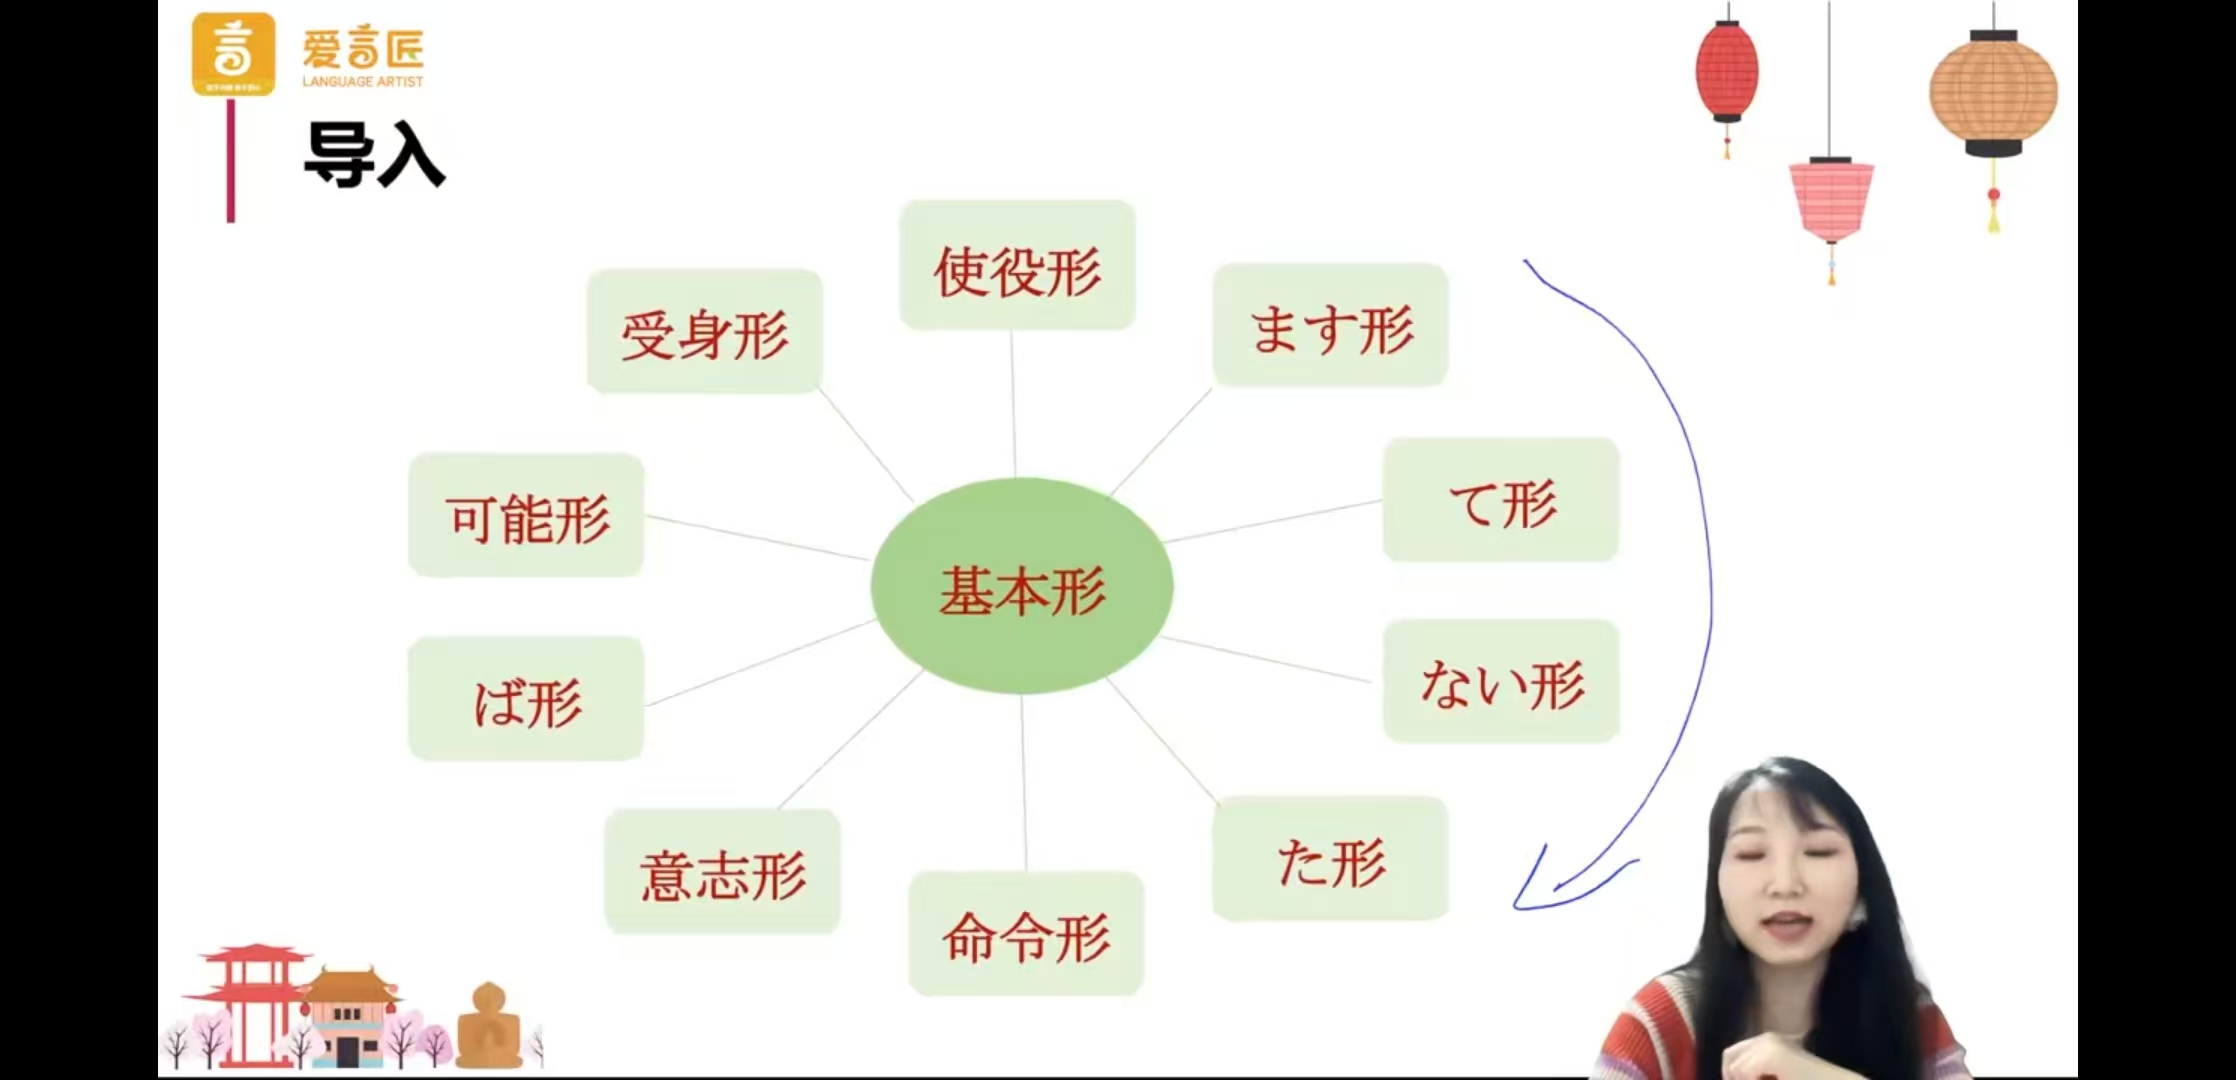 爱言匠
LANGUAGE ARTIST
导入
使役形
受身形
ます形
可能形
て形
基本形
ば形
ない形
意志形
た形
命令形